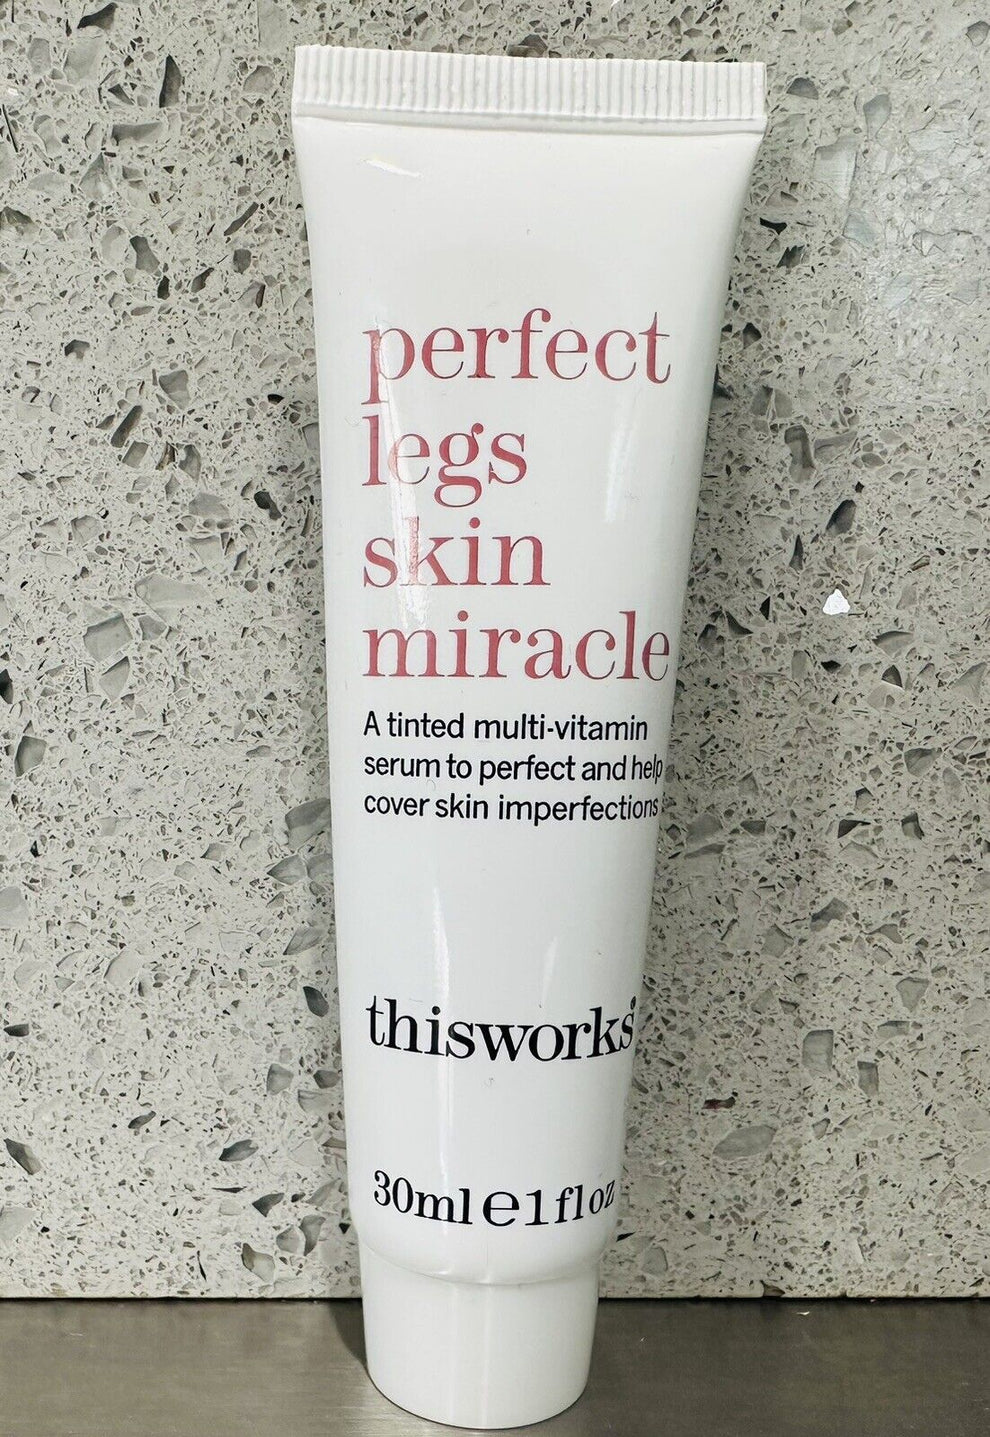 perfect
legs
skin
miracle
A tinted multi-vitamin
serum to perfect and help
cover skin imperfections
thisworks®
30ml e 1 fl oz